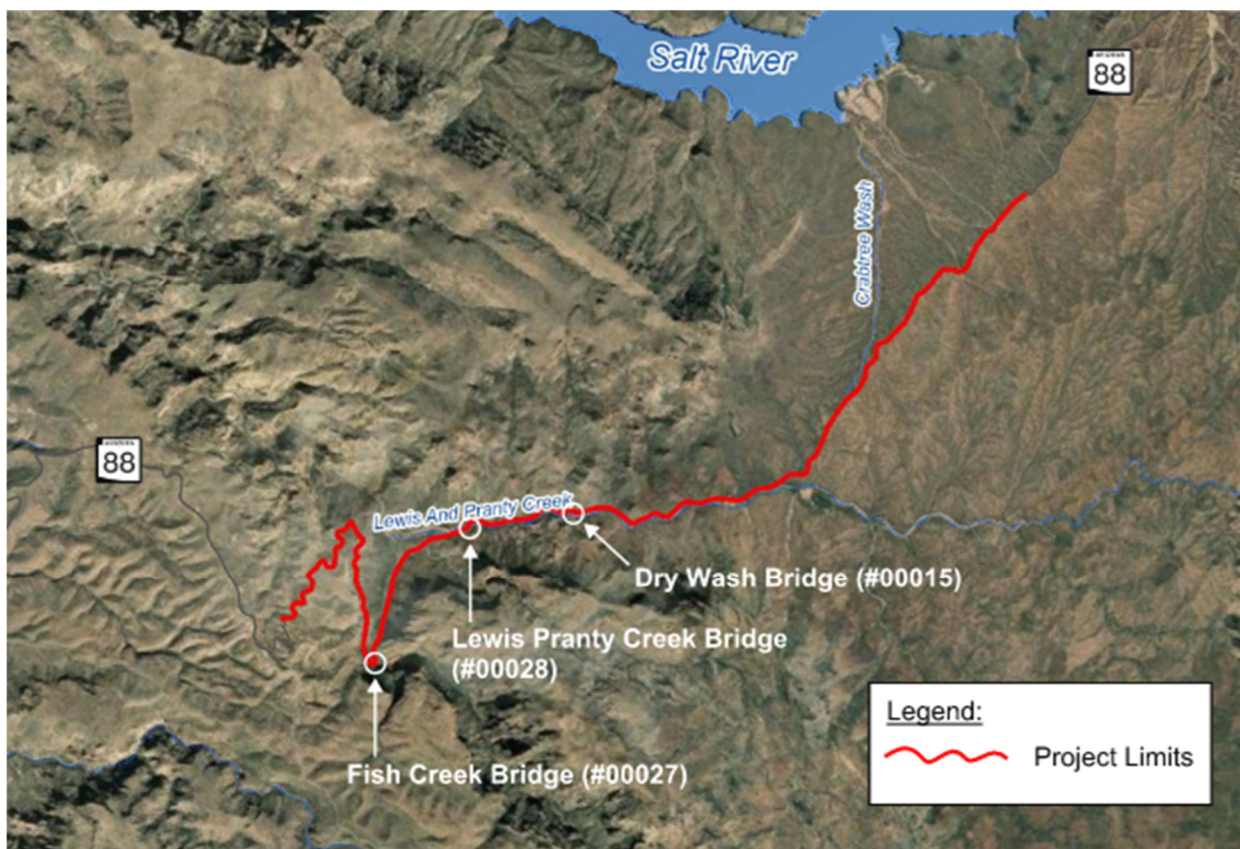 Salt River
88
Crabtree Wash
88
Lewis And Pranty Creek
Dry Wash Bridge (#00015)
Lewis Pranty Creek Bridge
(#00028)
Fish Creek Bridge (#00027)
Legend:
Project Limits